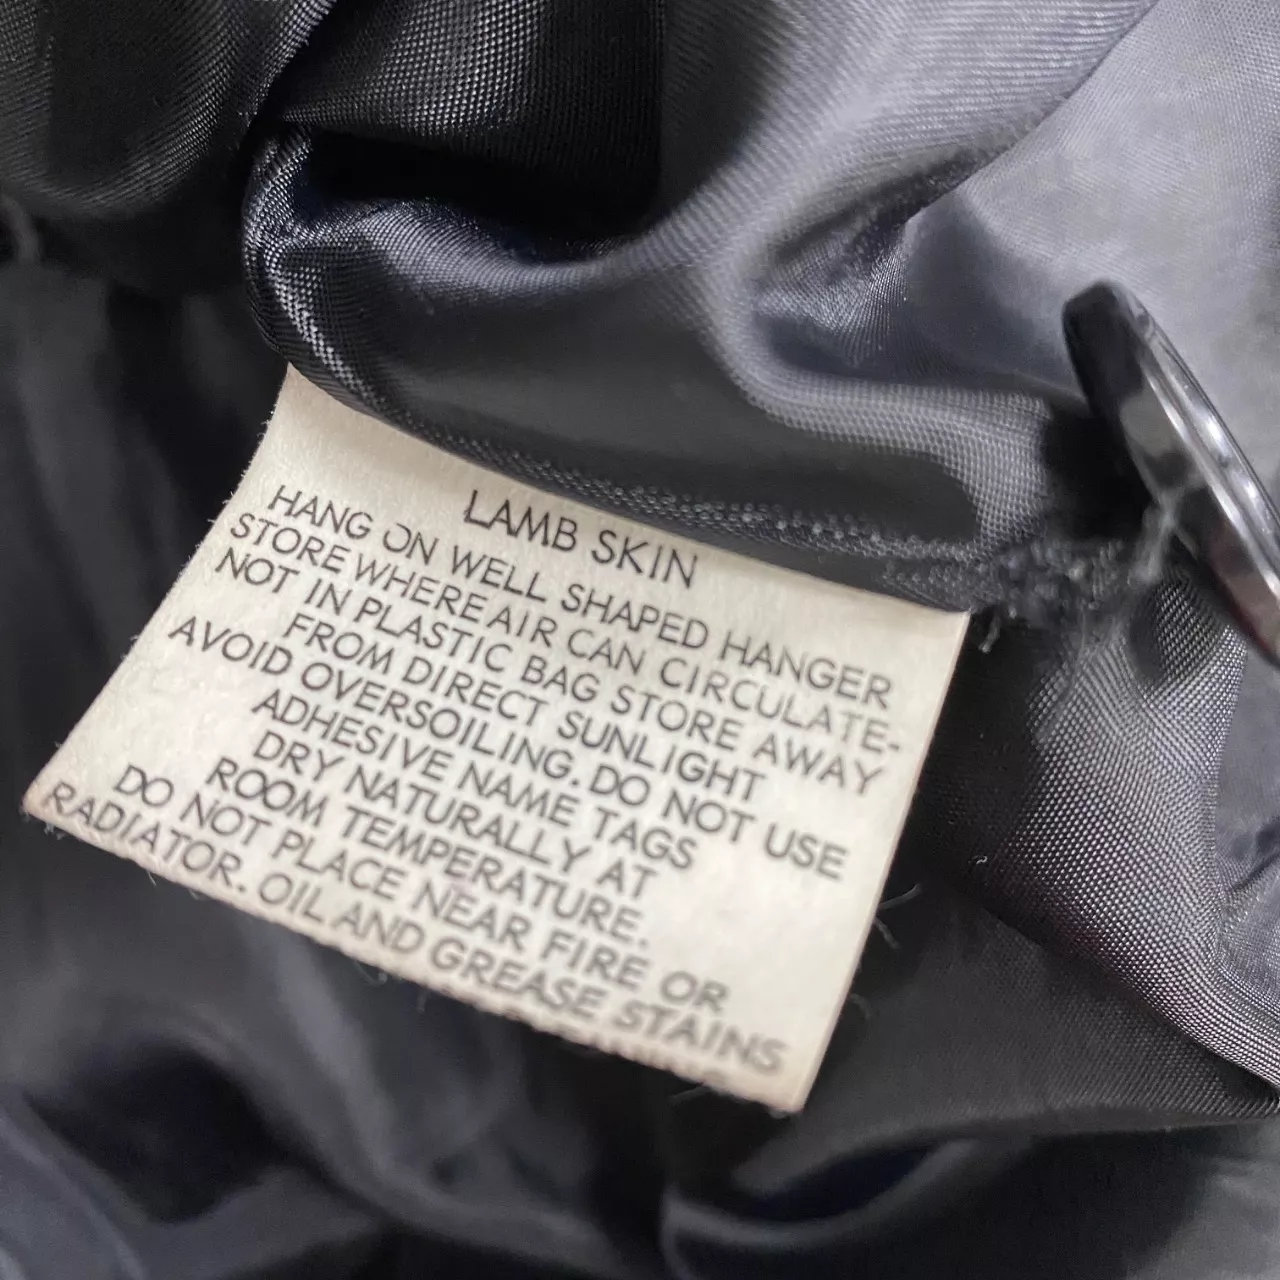 LAMB SKIN
HANG ON WELL SHAPED HANGER
STORE WHERE AIR CAN CIRCULATE-
NOT IN PLASTIC BAG STORE AWAY
FROM DIRECT SUNLIGHT
AVOID OVERSOILING. DO NOT USE
ADHESIVE NAME TAGS
DRY NATURALLY AT
ROOM TEMPERATURE.
DO NOT PLACE NEAR FIRE OR
RADIATOR. OIL AND GREASE STAINS